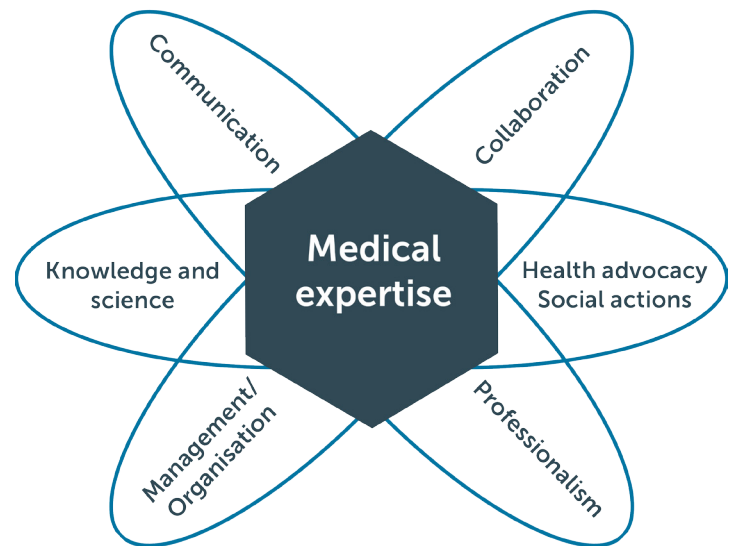 Communication
Collaboration
Medical
expertise
Knowledge and
science
Health advocacy
Social actions
Management/
Organisation
Professionalism